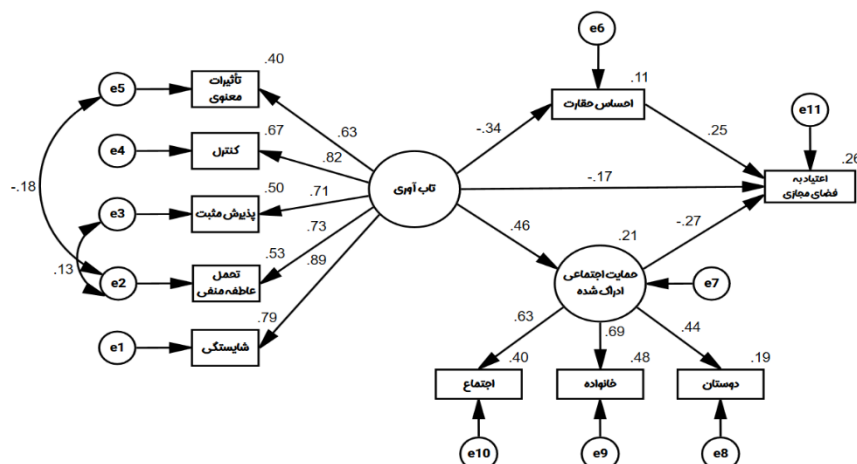 e6
.40
.11
e5
تأثیرات
معنوی
احساس حقارت
e11
.63
-.34
.25
.67
.26
e4
کنترل
.82
تاب آوری
-.17
اعتیاد به
فضای مجازی
-.18
.50
.71
e3
پذیرش مثبت
.73
.46
.21
-.27
.13
.53
.89
e2
تحمل
عاطفه منفی
حمایت اجتماعی
ادراک شده
e7
.79
.63
.69
.44
e1
شایستگی
.40
.48
.19
اجتماع
خانواده
دوستان
e10
e9
e8